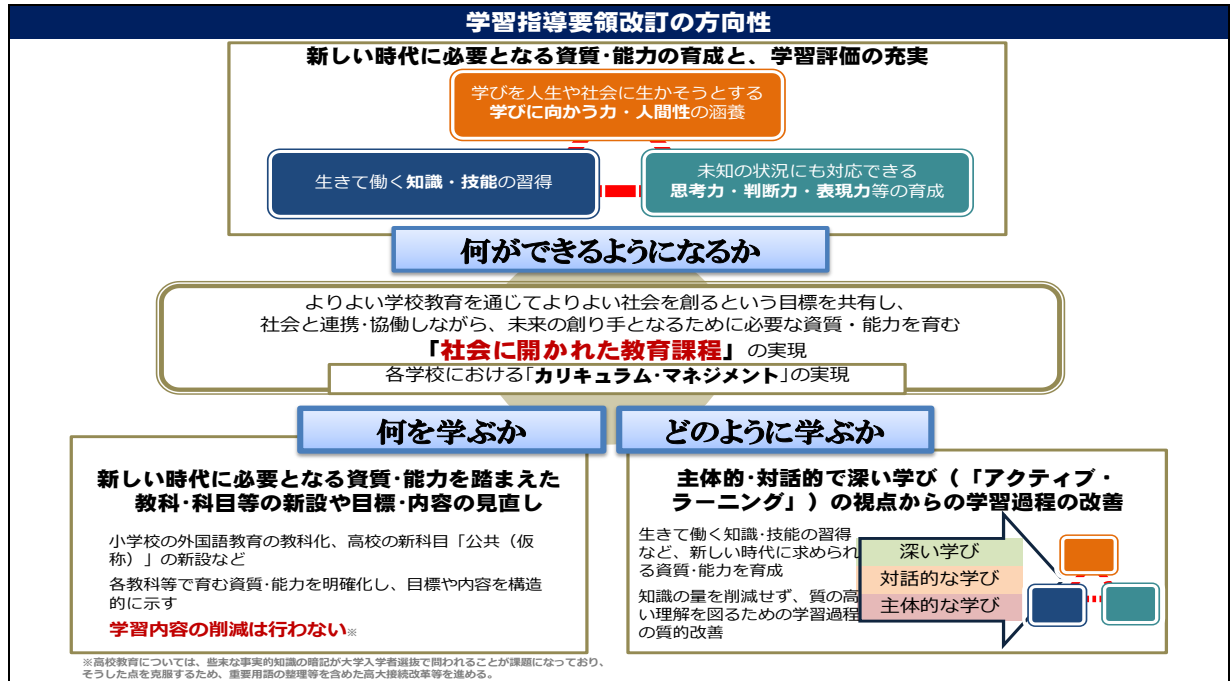 学習指導要領改訂の方向性
新しい時代に必要となる資質･能力の育成と、学習評価の充実
学びを人生や社会に生かそうとする
学びに向かう力・人間性の涵養
生きて働く知識・技能の習得
未知の状況にも対応できる
思考力・判断力・表現力等の育成
何ができるようになるか
よりよい学校教育を通じてよりよい社会を創るという目標を共有し、
社会と連携･協働しながら、未来の創り手となるために必要な資質・能力を育む
「社会に開かれた教育課程」の実現
各学校における｢カリキュラム･マネジメント｣の実現
何を学ぶか
新しい時代に必要となる資質･能力を踏まえた
教科･科目等の新設や目標･内容の見直し
小学校の外国語教育の教科化、高校の新科目「公共（仮
称）」の新設など
各教科等で育む資質･能力を明確化し、目標や内容を構造
的に示す
学習内容の削減は行わない※
どのように学ぶか
主体的･対話的で深い学び（「アクティブ・
ラーニング」）の視点からの学習過程の改善
生きて働く知識･技能の習得
など、新しい時代に求められ
る資質･能力を育成
知識の量を削減せず、質の高
い理解を図るための学習過程
の質的改善
深い学び
対話的な学び
主体的な学び
※高校教育については、些末な事実的知識の暗記が大学入学者選抜で問われることが課題になっており、
そうした点を克服するため、重要用語の整理等を含めた高大接続改革等を進める。